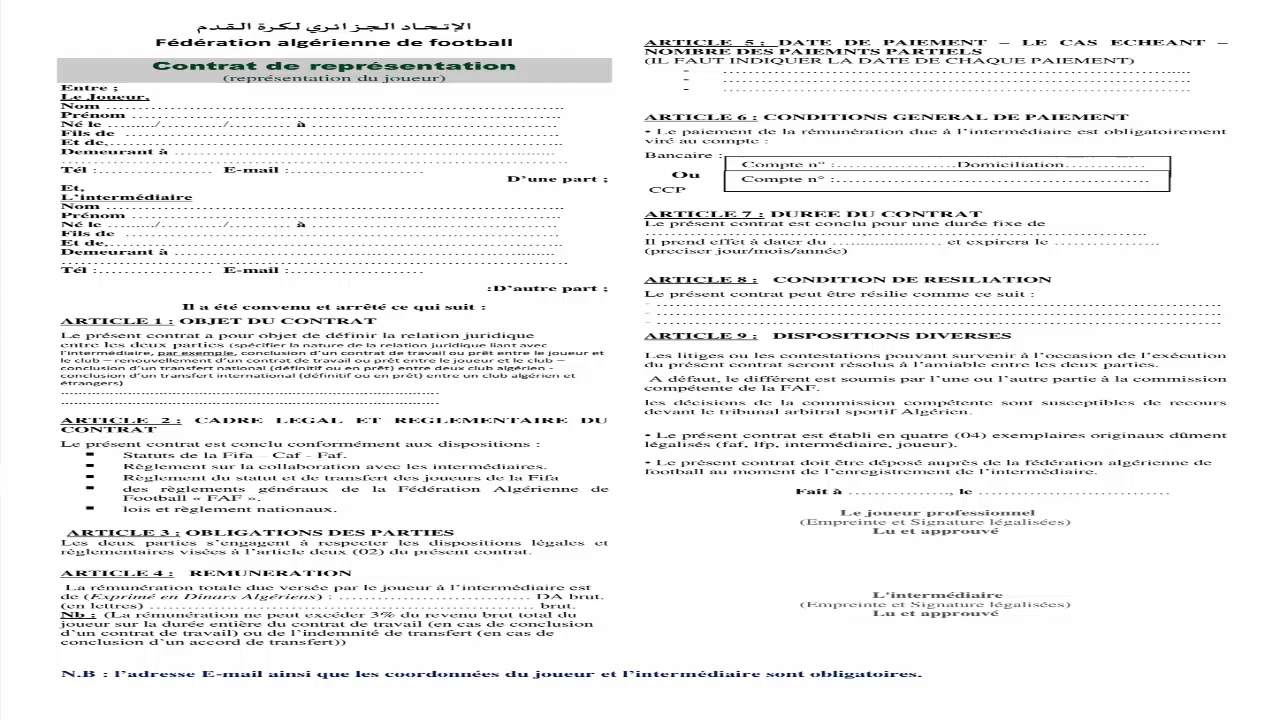 الإتحاد الجزائري لكرة القدم
Fédération algérienne de football
Contrat de représentation
(représentation du joueur)
Entre ;
Le Joueur,
Nom ……………………………………………………………….
Prénom ……………………………………………………………
Né le ………/………/……….. à …………………………………
Fils de ………………………………………………………………
Et de,………………………………………………………………
Demeurant à ……………………………………………………...
………………………………………………………………………
Tél :……………… E-mail :…………………
D'une part ;
Et,
L'intermédiaire
Nom ……………………………………………………………….
Prénom ……………………………………………………………
Né le ………/………/……….. à …………………………………
Fils de ………………………………………………………………
Et de,………………………………………………………………
Demeurant à ……………………………………………………...
………………………………………………………………………
Tél :……………… E-mail :…………………
:D'autre part ;
Il a été convenu et arrêté ce qui suit :
ARTICLE 1 : OBJET DU CONTRAT
Le présent contrat a pour objet de définir la relation juridique
entre les deux parties (spécifier la nature de la relation juridique liant avec
l'intermédiaire, par exemple, conclusion d'un contrat de travail ou prêt entre le joueur et
le club – renouvellement d'un contrat de travail ou prêt entre le joueur et le club –
conclusion d'un transfert national (définitif ou en prêt) entre deux club algérien -
conclusion d'un transfert international (définitif ou en prêt) entre un club algérien et
étrangers)
……………………………………………………………………
……………………………………………………………………
ARTICLE 2 : CADRE LEGAL ET REGLEMENTAIRE DU
CONTRAT
Le présent contrat est conclu conformément aux dispositions :
▪ Statuts de la Fifa – Caf - Faf.
▪ Règlement sur la collaboration avec les intermédiaires.
▪ Règlement du statut et de transfert des joueurs de la Fifa
▪ des règlements généraux de la Fédération Algérienne de
Football « FAF ».
▪ lois et règlement nationaux.
ARTICLE 3 : OBLIGATIONS DES PARTIES
Les deux parties s'engagent à respecter les dispositions légales et
règlementaires visées à l'article deux (02) du présent contrat.
ARTICLE 4 : REMUNERATION
La rémunération totale due versée par le joueur à l'intermédiaire est
de (Exprimé en Dinars Algériens) : ………………………… DA brut.
(en lettres) …………………………………………………… brut.
Nb : (La rémunération ne peut excéder 3% du revenu brut total du
joueur sur la durée entière du contrat de travail (en cas de conclusion
d'un contrat de travail) ou de l'indemnité de transfert (en cas de
conclusion d'un accord de transfert))
ARTICLE 5 : DATE DE PAIEMENT – LE CAS ECHEANT –
NOMBRE DES PAIEMNTS PARTIELS
(IL FAUT INDIQUER LA DATE DE CHAQUE PAIEMENT)
- ………………………………………………………………...
- ………………………………………………………………...
- ………………………………………………………………...
ARTICLE 6 : CONDITIONS GENERAL DE PAIEMENT
• Le paiement de la rémunération due à l'intermédiaire est obligatoirement
viré au compte :
Bancaire :
Compte n° :………………Domiciliation…………
Ou
Compte n° :…………………………………………
CCP
ARTICLE 7 : DUREE DU CONTRAT
Le présent contrat est conclu pour une durée fixe de
…………………………………………………………………….
Il prend effet à dater du ………………… et expirera le …………….
(preciser jour/mois/année)
ARTICLE 8 : CONDITION DE RESILIATION
Le présent contrat peut être résilie comme ce suit :
- ………………………………………………………………………
- ………………………………………………………………………
- ………………………………………………………………………
ARTICLE 9 : DISPOSITIONS DIVERSES
Les litiges ou les contestations pouvant survenir à l'occasion de l'exécution
du présent contrat seront résolus à l'amiable entre les deux parties.
A défaut, le différent est soumis par l'une ou l'autre partie à la commission
compétente de la FAF.
les décisions de la commission compétente sont susceptibles de recours
devant le tribunal arbitral sportif Algérien.
• Le présent contrat est établi en quatre (04) exemplaires originaux dûment
légalisés (faf, lfp, intermédiaire, joueur).
• Le présent contrat doit être déposé auprès de la fédération algérienne de
football au moment de l'enregistrement de l'intermédiaire.
Fait à ……………, le …………………………
Le joueur professionnel
(Empreinte et Signature légalisées)
Lu et approuvé
L'intermédiaire
(Empreinte et Signature légalisées)
Lu et approuvé
N.B : l'adresse E-mail ainsi que les coordonnées du joueur et l'intermédiaire sont obligatoires.